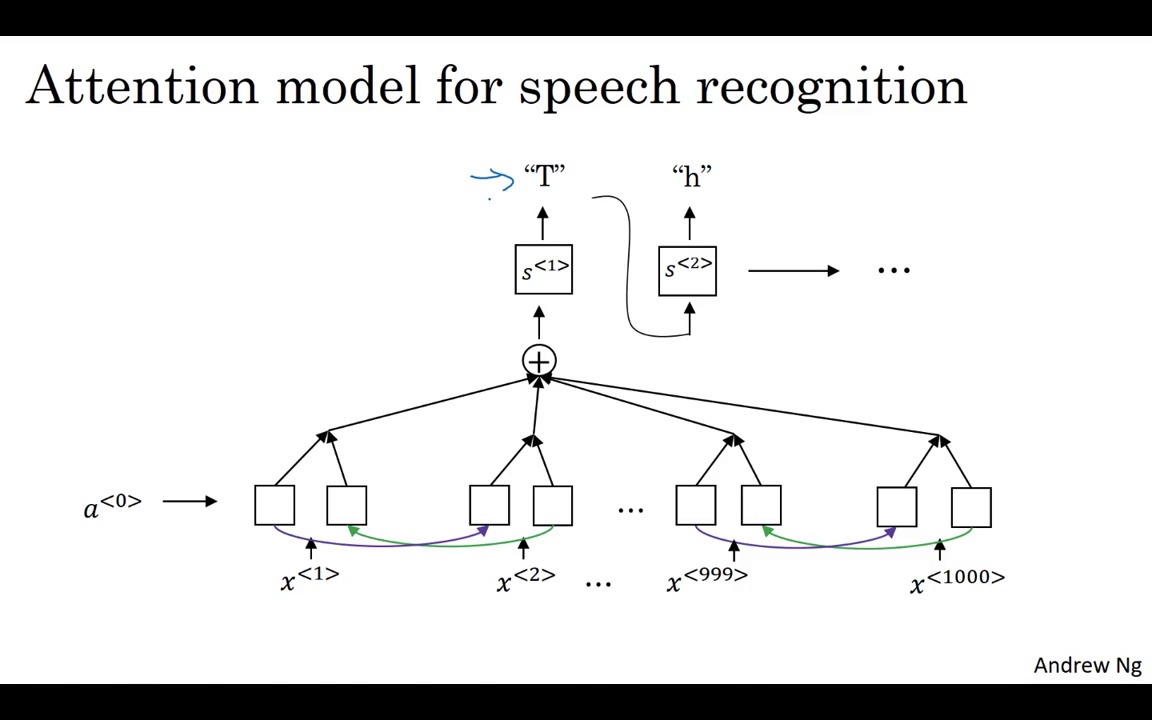 Attention model for speech recognition
“T” “h”
s<1> s<2> ...
+
a<0> ...
x<1> x<2> ... x<999> x<1000>
Andrew Ng